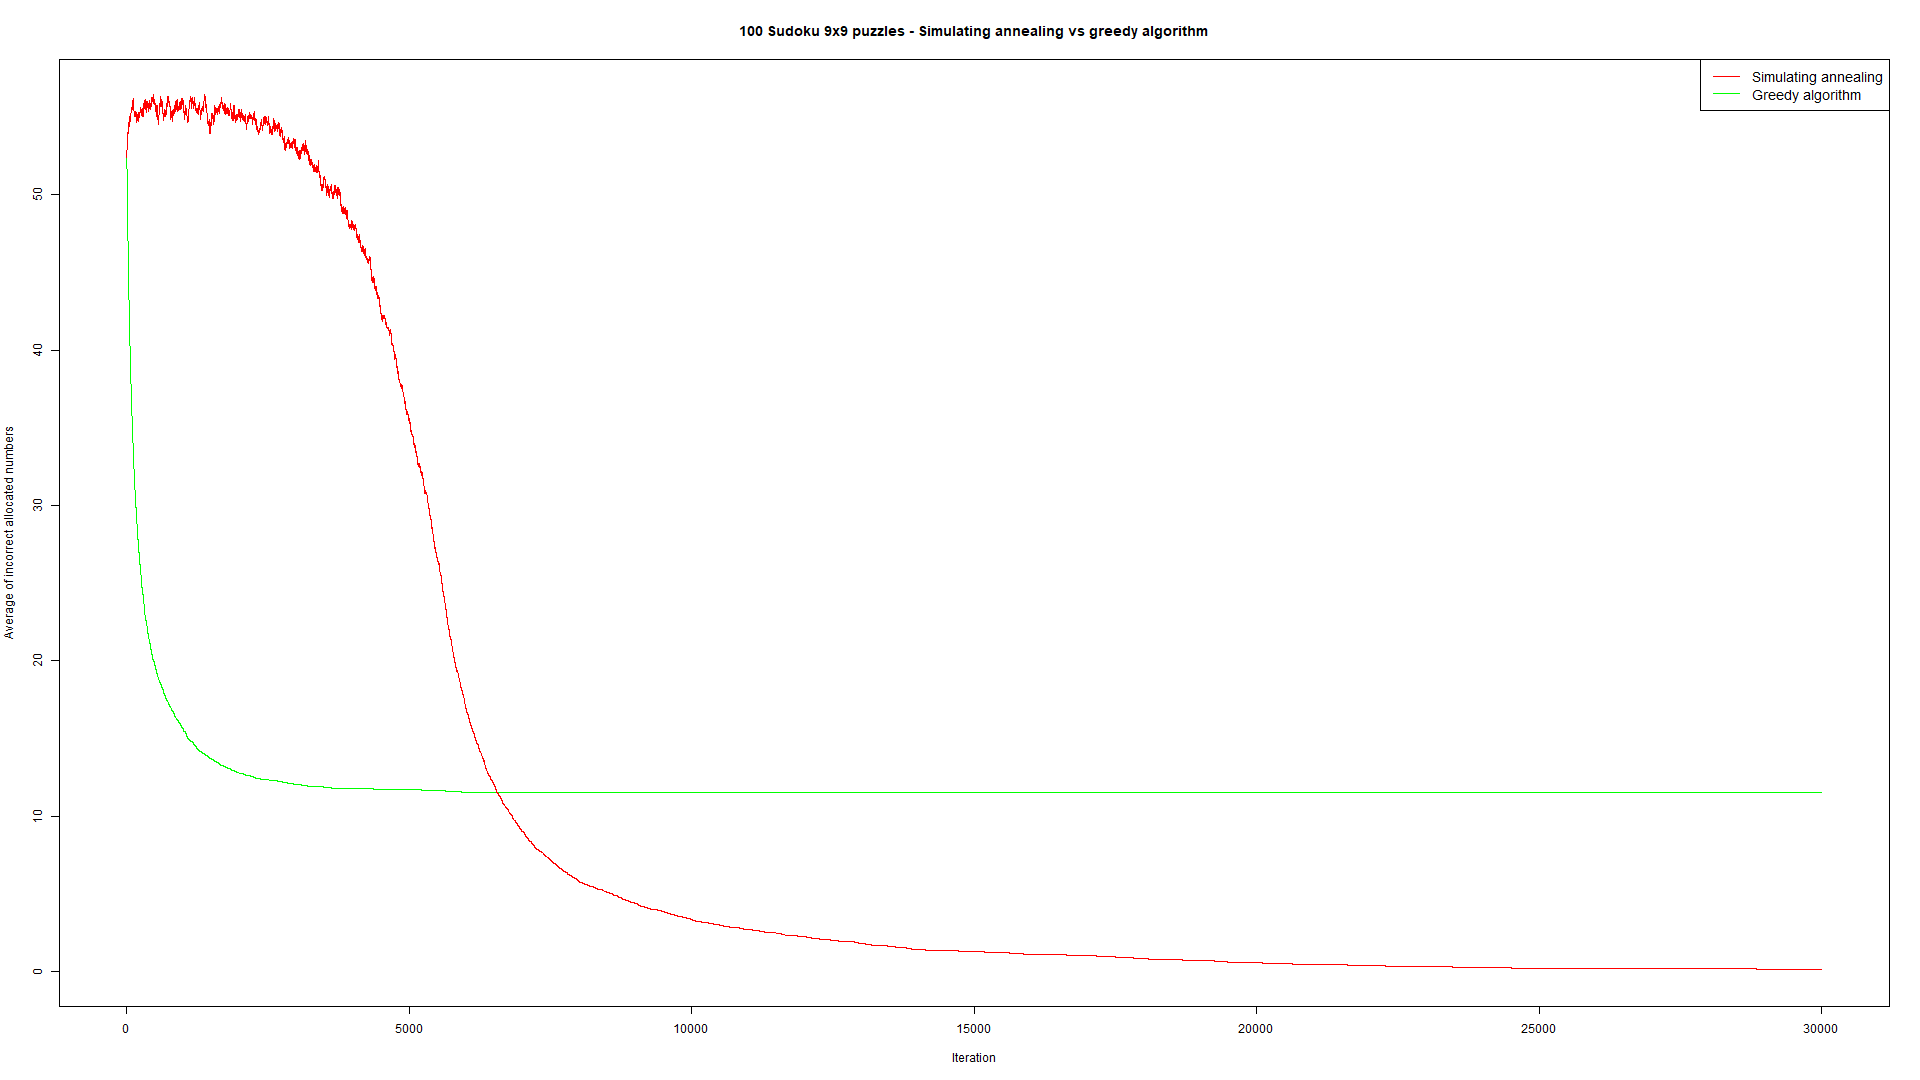 100 Sudoku 9x9 puzzles - Simulating annealing vs greedy algorithm
Simulating annealing
Greedy algorithm
50
40
30
20
10
0
Average of incorrect allocated numbers
0 5000 10000 15000 20000 25000 30000
Iteration